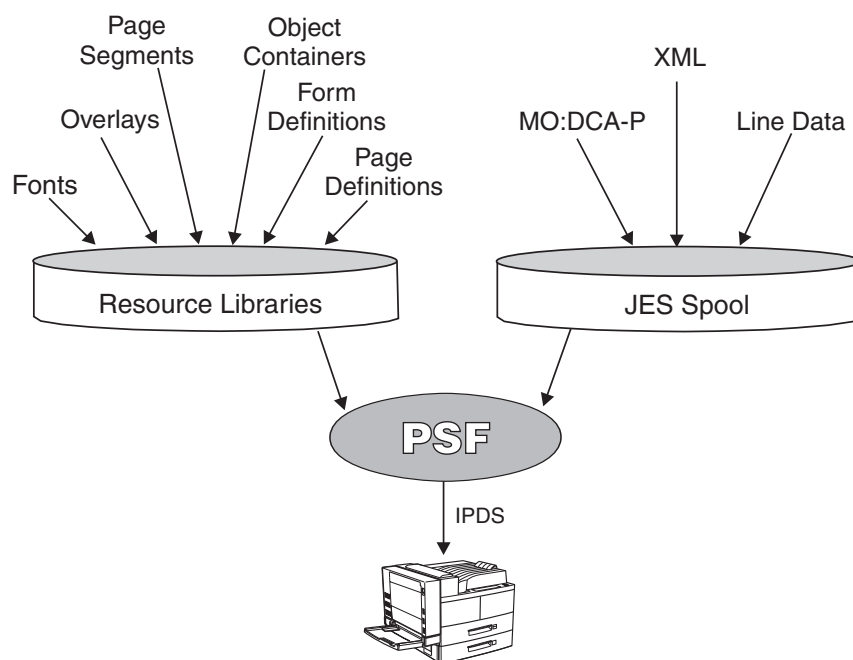 Page
Segments
Object
Containers
Overlays
Form
Definitions
Fonts
Page
Definitions
XML
MO:DCA-P
Line Data
Resource Libraries
JES Spool
PSF
IPDS